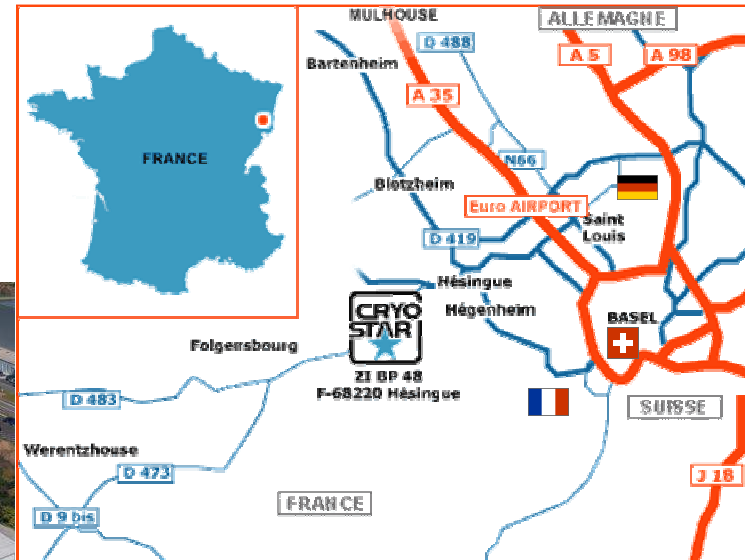 MULHOUSE
ALLEMAGNE
D 488
A 5
A 98
Bartenheim
A 35
FRANCE
N66
Blotzheim
Euro AIRPORT
Saint
Louis
D 419
Hésingue
CRYO
STAR
Hégenheim
BASEL
Folgensbourg
ZI BP 48
F-68220 Hésingue
D 483
SUISSE
Werentzhouse
D 473
J 18
FRANCE
D 9 bis